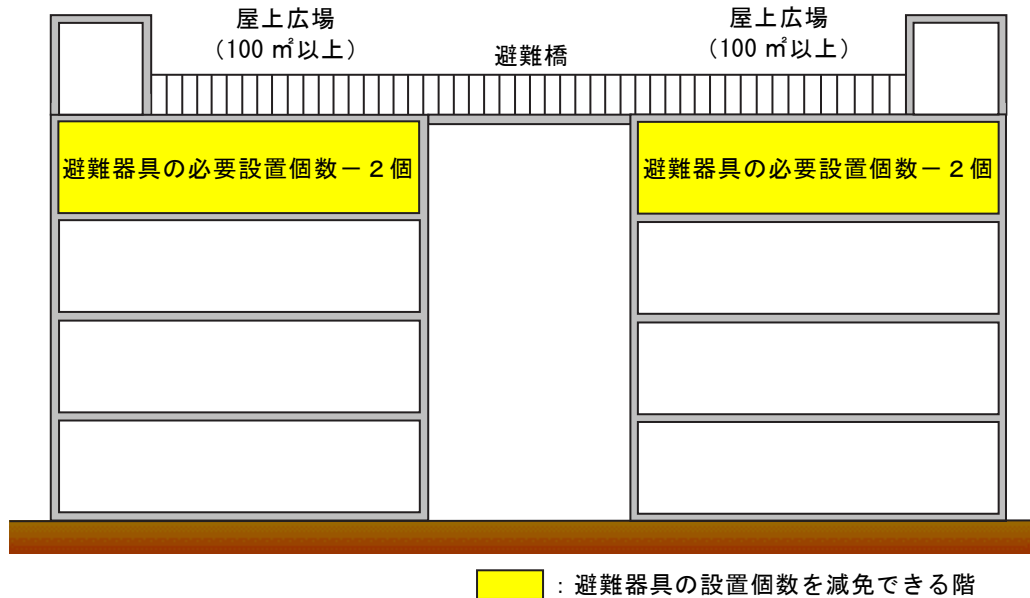 屋上広場
（100 ㎡以上）
避難橋
屋上広場
（100 ㎡以上）
避難器具の必要設置個数－２個
避難器具の必要設置個数－２個
：避難器具の設置個数を減免できる階